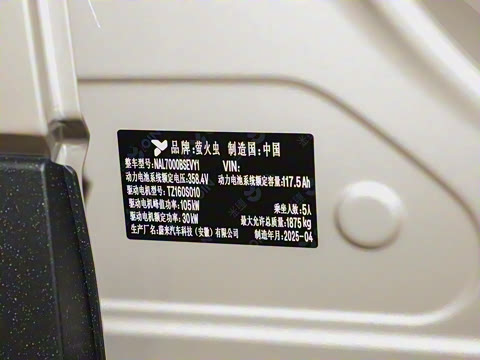 品牌:萤火虫 制造国:中国
整车型号:NAL7000BSEVY1 VIN:
动力电池系统额定电压:358.4V 动力电池系统额定容量:117.5Ah
驱动电机型号:TZ160S010
驱动电机峰值功率:105kW 乘坐人数:5人
驱动电机额定功率:30kW 最大允许总质量:1875kg
生产厂名:蔚来汽车科技(安徽)有限公司 制造年月:2025-04